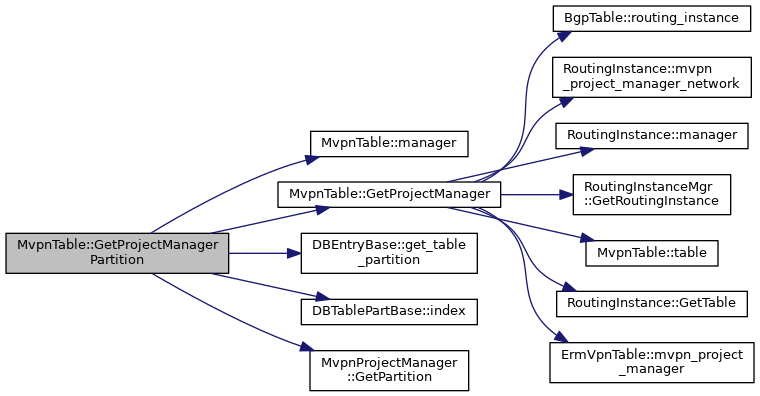 MvpnTable::GetProjectManager
Partition
MvpnTable::manager
MvpnTable::GetProjectManager
DBEntryBase::get_table
_partition
DBTablePartBase::index
MvpnProjectManager
::GetPartition
BgpTable::routing_instance
RoutingInstance::mvpn
_project_manager_network
RoutingInstance::manager
RoutingInstanceMgr
::GetRoutingInstance
MvpnTable::table
RoutingInstance::GetTable
ErmVpnTable::mvpn_project
_manager